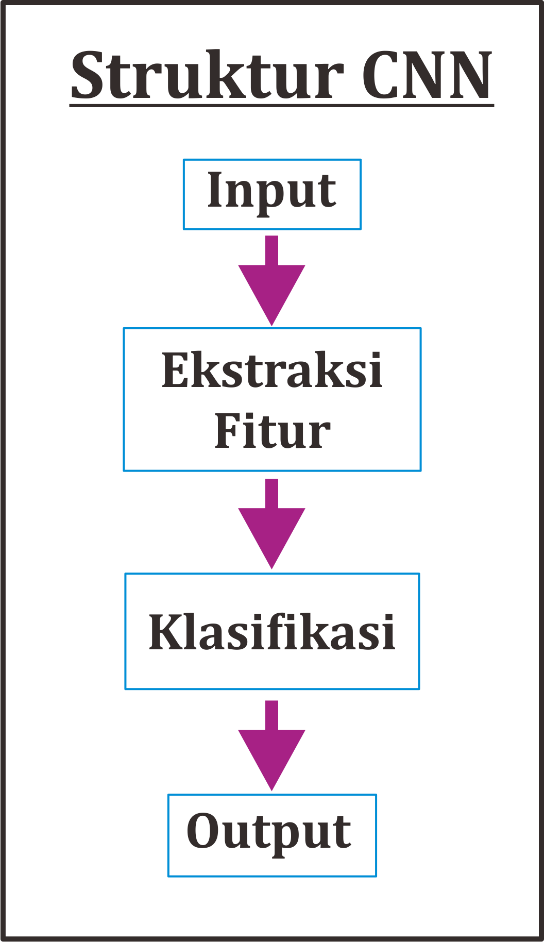 Struktur CNN
Input
Ekstraksi
Fitur
Klasifikasi
Output